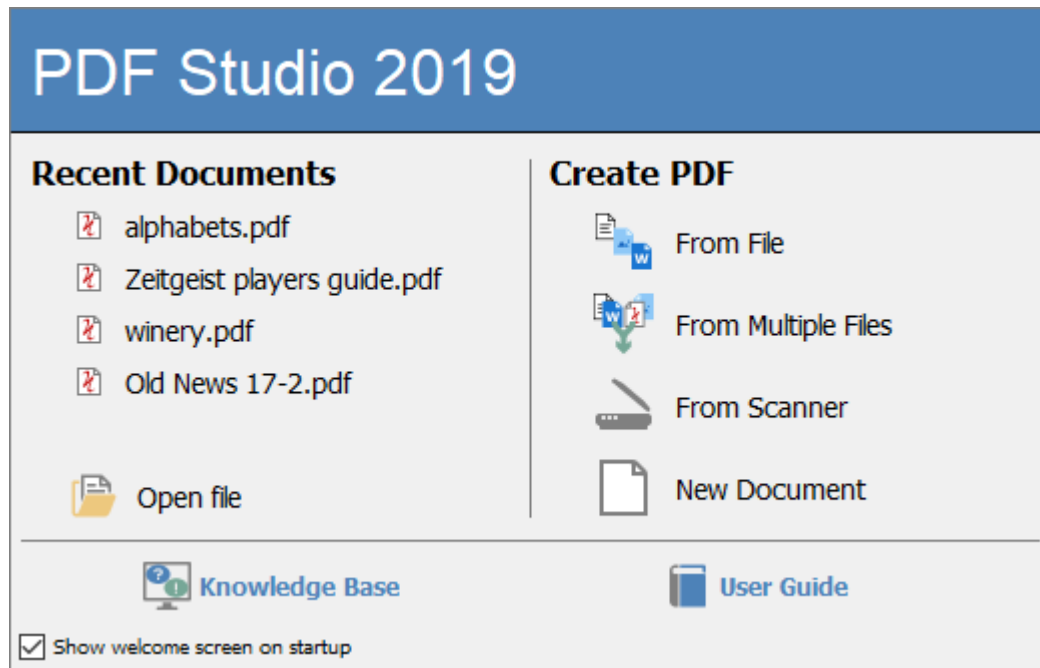 PDF Studio 2019
Recent Documents
alphabets.pdf
Zeitgeist players guide.pdf
winery.pdf
Old News 17-2.pdf
Open file
Create PDF
From File
From Multiple Files
From Scanner
New Document
Knowledge Base
User Guide
Show welcome screen on startup